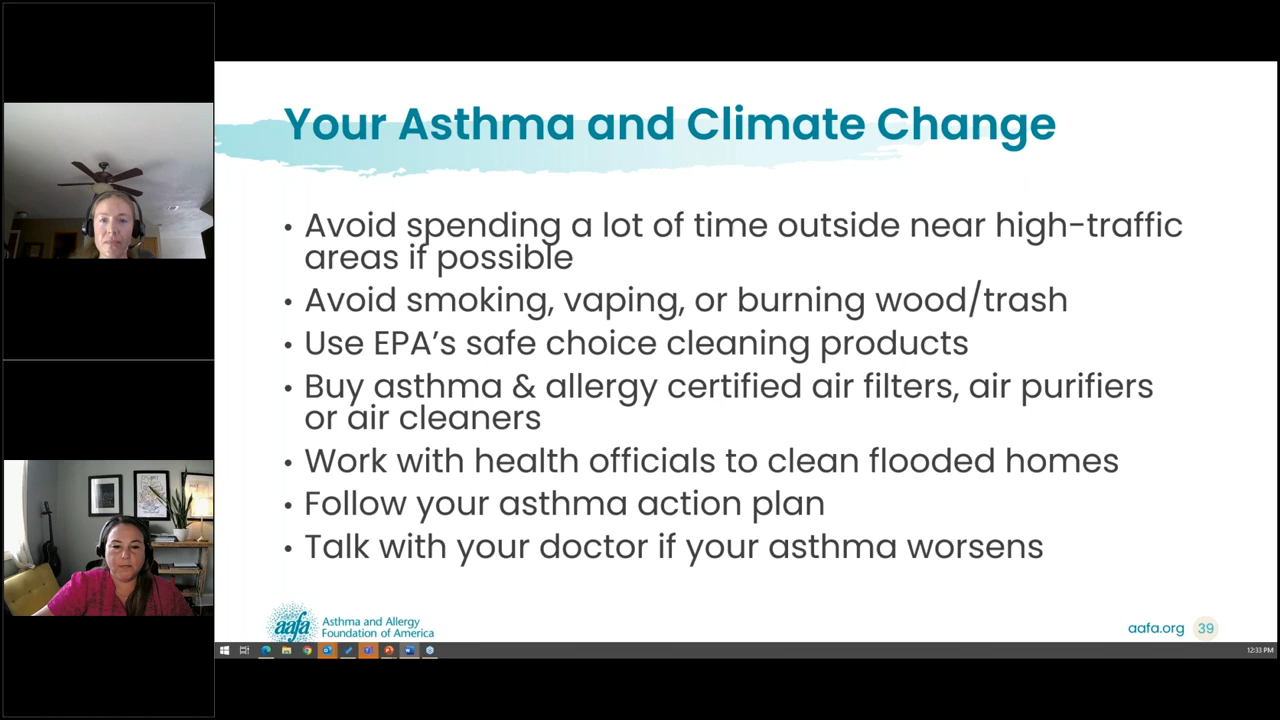 Your Asthma and Climate Change
• Avoid spending a lot of time outside near high-traffic
areas if possible
• Avoid smoking, vaping, or burning wood/trash
• Use EPA’s safe choice cleaning products
• Buy asthma & allergy certified air filters, air purifiers
or air cleaners
• Work with health officials to clean flooded homes
• Follow your asthma action plan
• Talk with your doctor if your asthma worsens
aafa
Asthma and Allergy
Foundation of America
aafa.org 39
12:33 PM